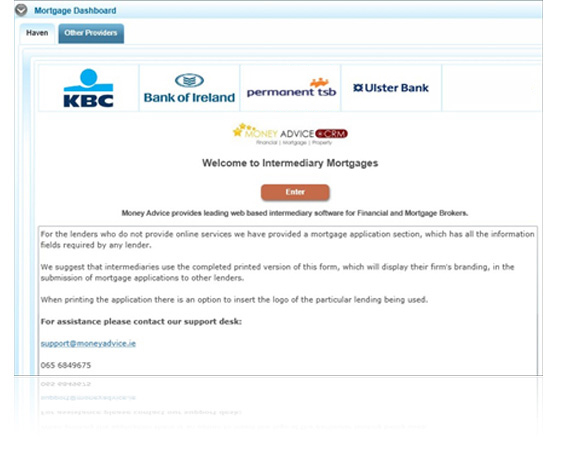 Mortgage Dashboard
Haven
Other Providers
KBC
Bank of Ireland
permanent tsb
Ulster Bank
MONEY ADVICE CRM
Financial | Mortgage | Property
Welcome to Intermediary Mortgages
Enter
Money Advice provides leading web based intermediary software for Financial and Mortgage Brokers.
For the lenders who do not provide online services we have provided a mortgage application section, which has all the information
fields required by any lender.
We suggest that intermediaries use the completed printed version of this form, which will display their firm's branding, in the
submission of mortgage applications to other lenders.
When printing the application there is an option to insert the logo of the particular lending being used.
For assistance please contact our support desk:
support@moneyadvice.ie
065 6849675